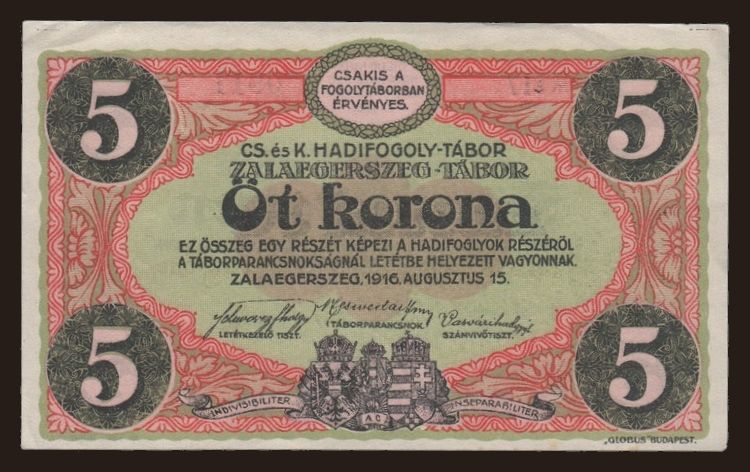 CSAKIS A
FOGOLYTÁBORBAN
ÉRVÉNYES.
5 5
CS. és K. HADIFOGOLY-TÁBOR
ZALAEGERSZEG-TÁBOR
Öt korona
EZ ÖSSZEG EGY RÉSZÉT KÉPEZI A HADIFOGLYOK RÉSZÉRŐL
A TÁBORPARANCSNOKSÁGNÁL LETÉTBE HELYEZETT VAGYONNAK.
ZALAEGERSZEG, 1916. AUGUSZTUS 15.
LETÉTKEZELŐ TISZT. TÁBORPARANCSNOK SZÁMVIVŐTISZT.
5 5
INDIVISIBILITER AC INSEPARABILITER
„GLOBUS” BUDAPEST.